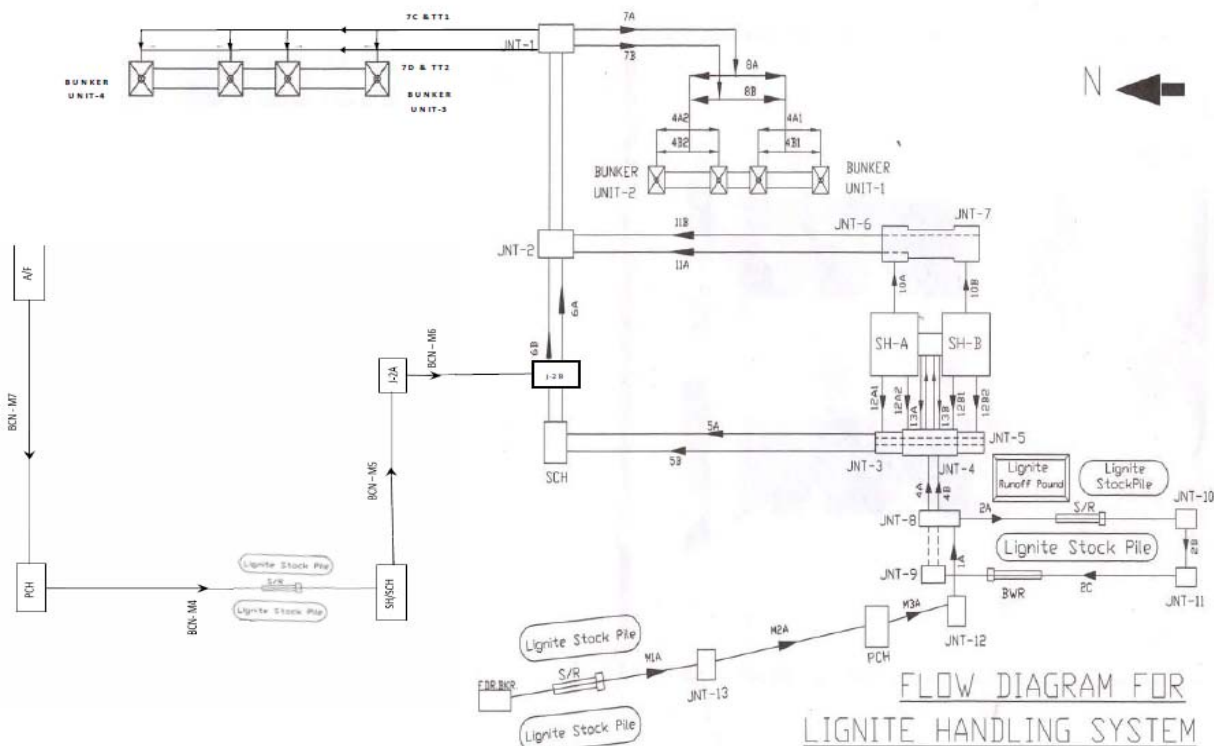 7C & TT1
7A
JNT-1
7B
7D & TT2
8A
BUNKER
UNIT-4
BUNKER
UNIT-3
8B
N
4A2
4A1
4B2
4B1
BUNKER
UNIT-2
BUNKER
UNIT-1
11B
JNT-6
JNT-7
JNT-2
11A
A/F
10A
10B
6A
6B
SH-A
SH-B
BCN-M6
J-2A
J-2B
BCN-M7
12A1
12A2
13A
13B
12B1
12B2
5A
JNT-5
5B
JNT-3
JNT-4
SCH
BCN-M5
Lignite
Runoff Pound
Lignite
StockPile
4A
4B
JNT-10
S/R
2A
JNT-8
2B
Lignite Stock Pile
1A
JNT-9
BWR
2C
JNT-11
Lignite Stock Pile
S/R
PCH
SH/SCH
BCN-M4
Lignite Stock Pile
M3A
M2A
JNT-12
PCH
Lignite Stock Pile
S/R
M1A
JNT-13
FDR.BKR
Lignite Stock Pile
FLOW DIAGRAM FOR
LIGNITE HANDLING SYSTEM